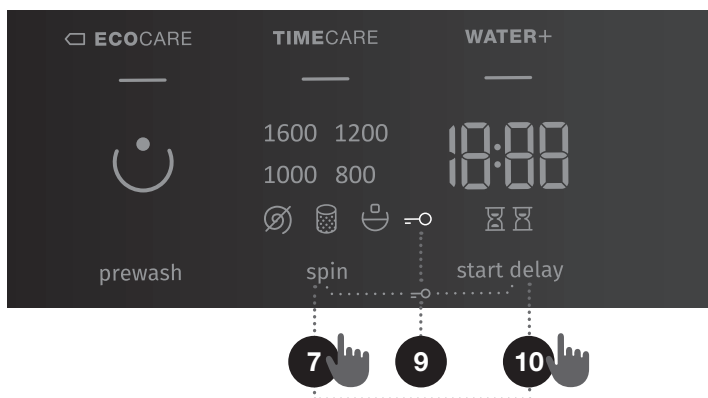 ECOCARE TIMECARE WATER+
1600 1200 18:88
1000 800
prewash spin start delay
7 9 10